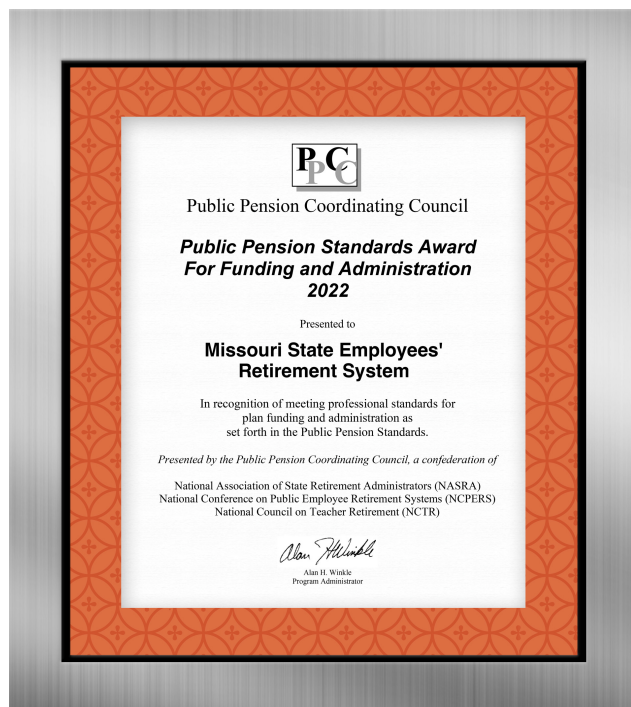 PPCC
Public Pension Coordinating Council
Public Pension Standards Award
For Funding and Administration
2022
Presented to
Missouri State Employees'
Retirement System
In recognition of meeting professional standards for
plan funding and administration as
set forth in the Public Pension Standards.
Presented by the Public Pension Coordinating Council, a confederation of
National Association of State Retirement Administrators (NASRA)
National Conference on Public Employee Retirement Systems (NCPERS)
National Council on Teacher Retirement (NCTR)
Alan H Winkle
Alan H. Winkle
Program Administrator